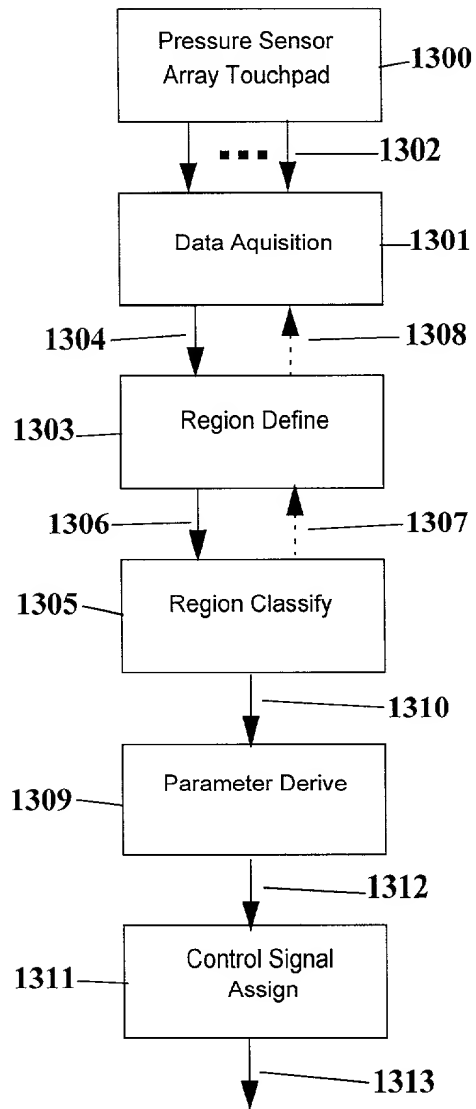 Pressure Sensor
Array Touchpad
1300
1302
Data Aquisition
1301
1304
1308
1303
Region Define
1306
1307
1305
Region Classify
1310
1309
Parameter Derive
1312
1311
Control Signal
Assign
1313